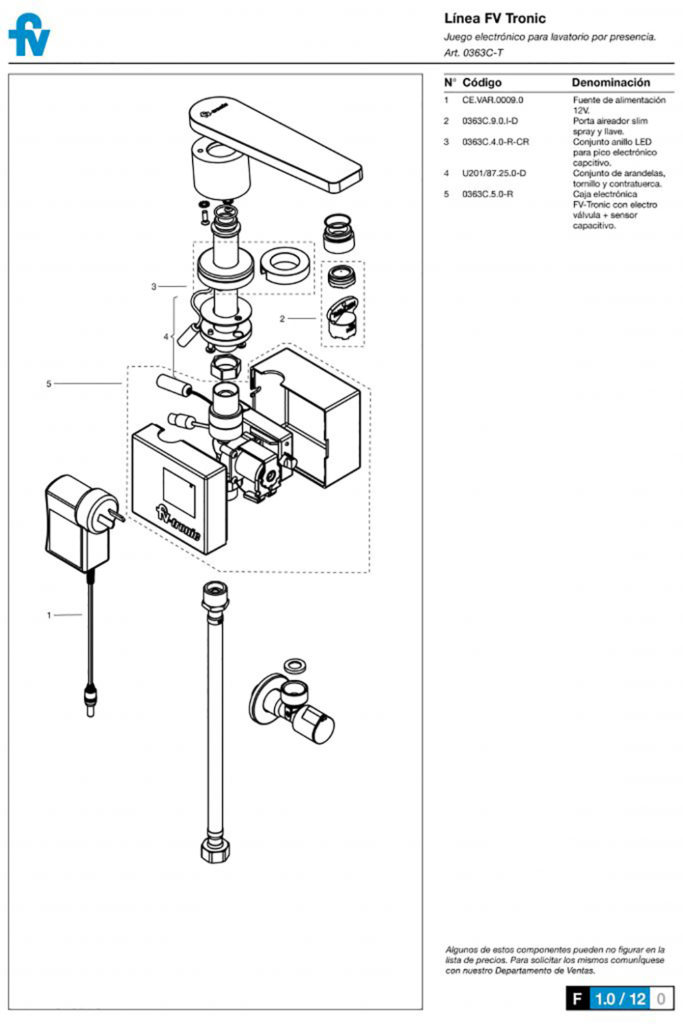 fv
Línea FV Tronic
Juego electrónico para lavatorio por presencia.
Art. 0363C-T
N° Código Denominación
1 CE.VAR.0009.0 Fuente de alimentación
12V.
2 0363C.9.0.I-D Porta aireador slim
spray y llave.
3 0363C.4.0-R-CR Conjunto anillo LED
para pico electrónico
capcitivo.
4 U201/87.25.0-D Conjunto de arandelas,
tornillo y contratuerca.
5 0363C.5.0-R Caja electrónica
FV-Tronic con electro
válvula + sensor
capacitivo.
3
2
4
5
fv-tronic
1
Algunos de estos componentes pueden no figurar en la
lista de precios. Para solicitar los mismos comuníquese
con nuestro Departamento de Ventas.
F 1.0 / 12 0